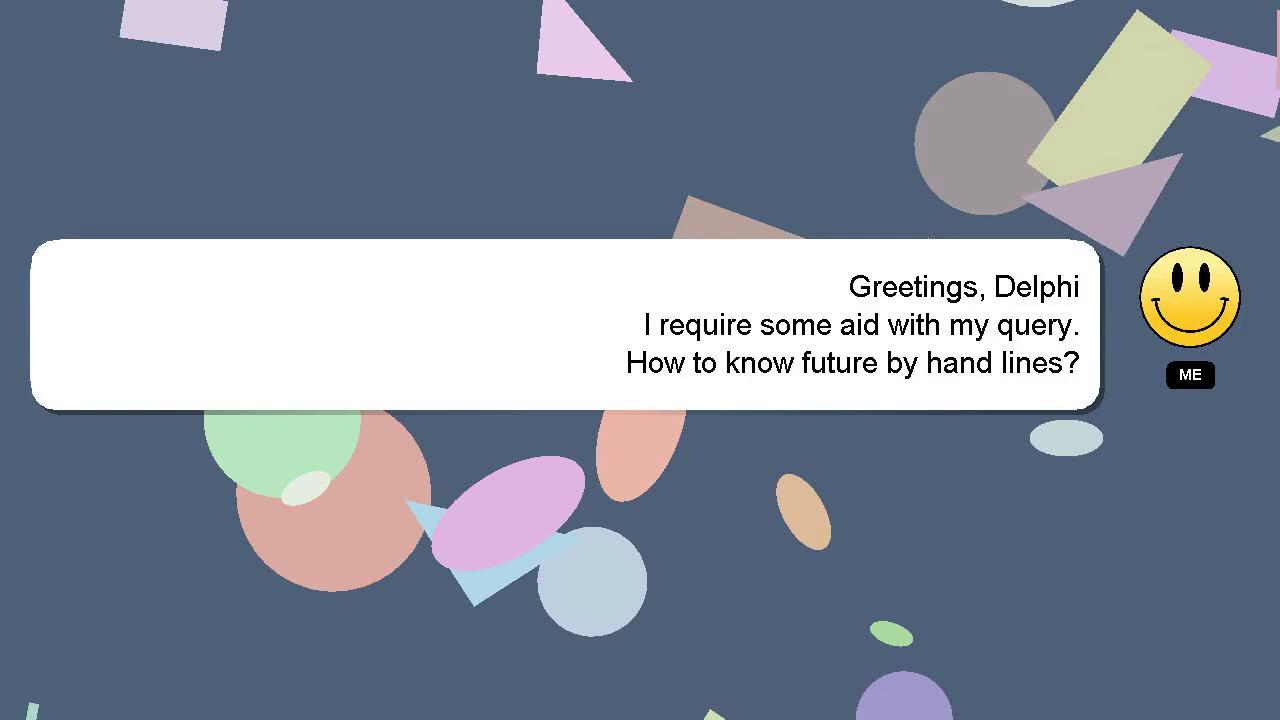 Greetings, Delphi
I require some aid with my query.
How to know future by hand lines?
ME